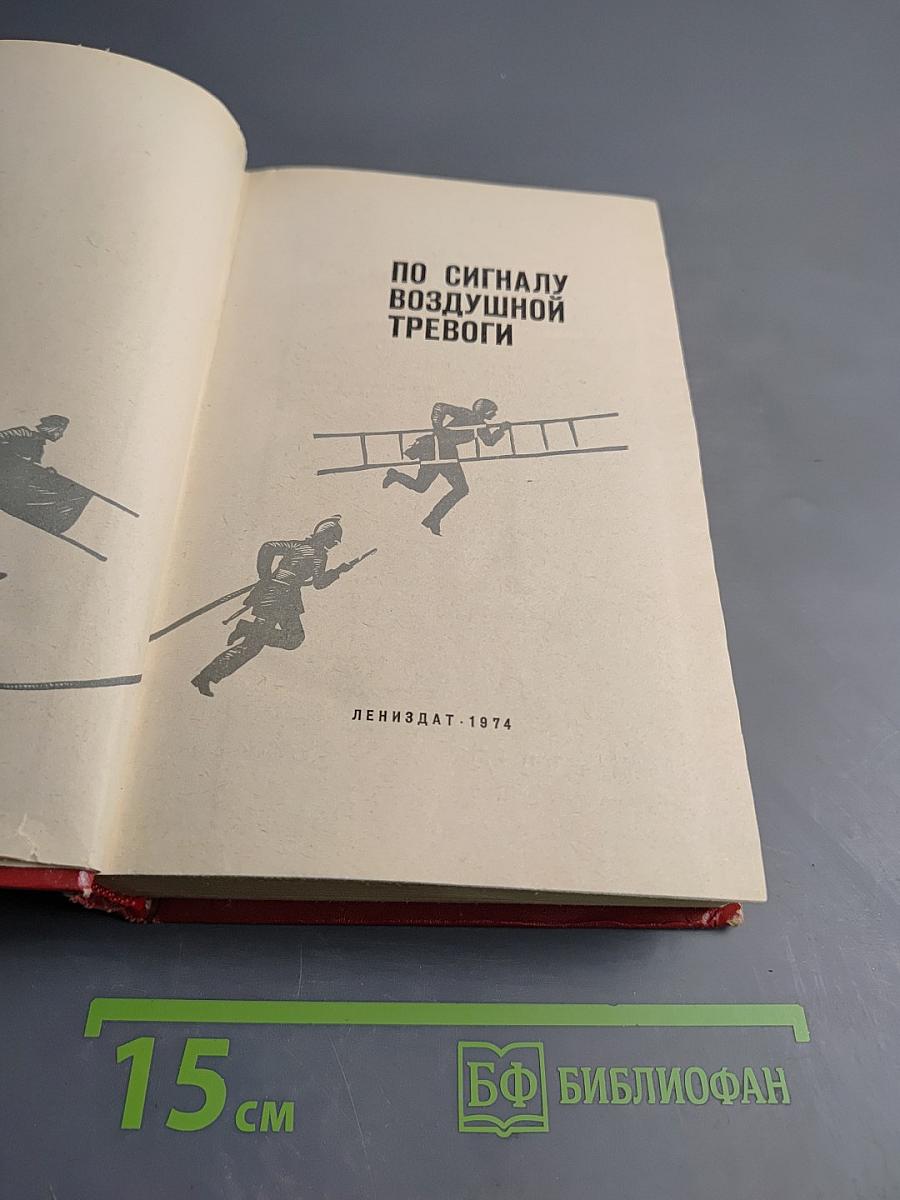 ПО СИГНАЛУ
ВОЗДУШНОЙ
ТРЕВОГИ
ЛЕНИЗДАТ · 1974
15 см
БФ БИБЛИОФАН